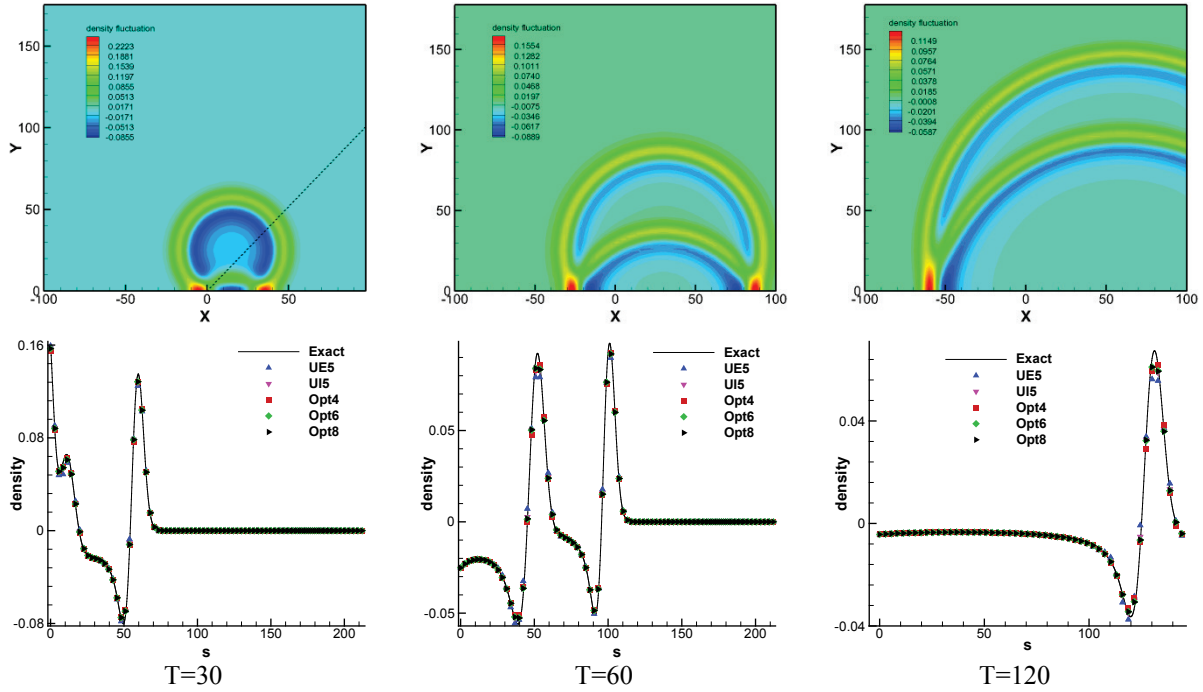 density fluctuation
0.2223
0.1881
0.1539
0.1197
0.0855
0.0513
0.0171
-0.0171
-0.0513
-0.0855
150
100
50
0
Y
-100
-50
0
50
X
density fluctuation
0.1554
0.1282
0.1011
0.0740
0.0468
0.0197
-0.0075
-0.0346
-0.0617
-0.0889
150
100
50
0
Y
-100
-50
0
50
100
X
density fluctuation
0.1149
0.0957
0.0764
0.0571
0.0378
0.0185
-0.0008
-0.0201
-0.0394
-0.0587
150
100
50
0
Y
-100
-50
0
50
100
X
0.16
0.08
0
-0.08
density
Exact
UE5
UI5
Opt4
Opt6
Opt8
0
50
100
150
200
s
T=30
0.05
0
-0.05
density
Exact
UE5
UI5
Opt4
Opt6
Opt8
0
50
100
150
200
s
T=60
0.04
0
-0.04
density
Exact
UE5
UI5
Opt4
Opt6
Opt8
0
50
100
s
T=120